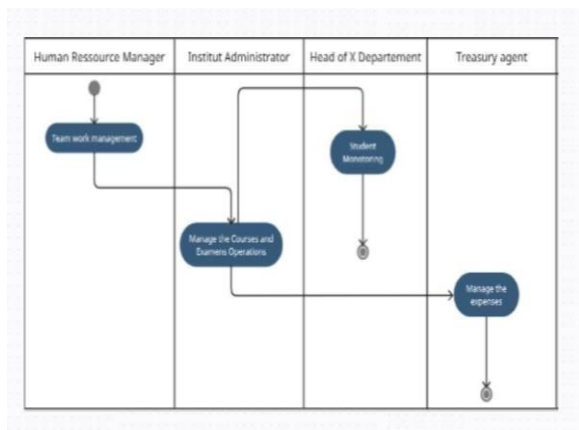 Human Ressource Manager
Institut Administrator
Head of X Departement
Treasury agent
Team work management
Student
Monotoring
Manage the Courses and
Examens Operations
Manage the
expenses